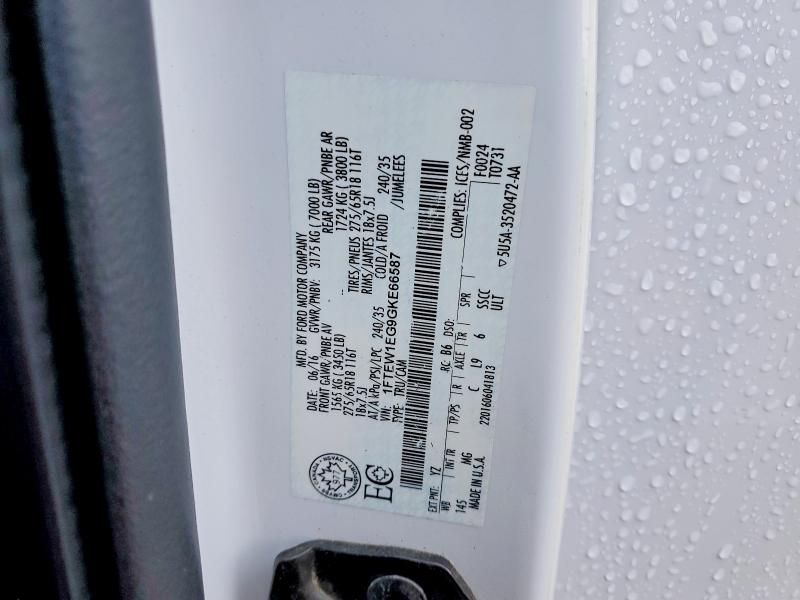 MFD. BY FORD MOTOR COMPANY
DATE: 06/16 GVWR/PNBV: 3175 KG ( 7000 LB)
FRONT GAWR/PNBE AV REAR GAWR/PNBE AR
1565 KG ( 3450 LB) 1724 KG ( 3800 LB)
275/65R18 116T TIRES/PNEUS 275/65R18 116T
18x7.5J RIMS/JANTES 18x7.5J
AT/A kPa/PSI/LPC 240/35 COLD/A FROID 240/35
VIN: 1FTEW1EG9GKE66587 /JUMELEES
TYPE: TRU/CAM
CANADA NSVAC
977
EC
COMPLIES: ICES/NMB-002
EXT PNT: YZ RC: B6 DSO: F0024
WB INT TR TP/PS R AXLE TR SPR T0731
145 MG C L9 6 SSCC
MADE IN U.S.A. 2201606041813 ULT
▽5U5A-3520472-AA